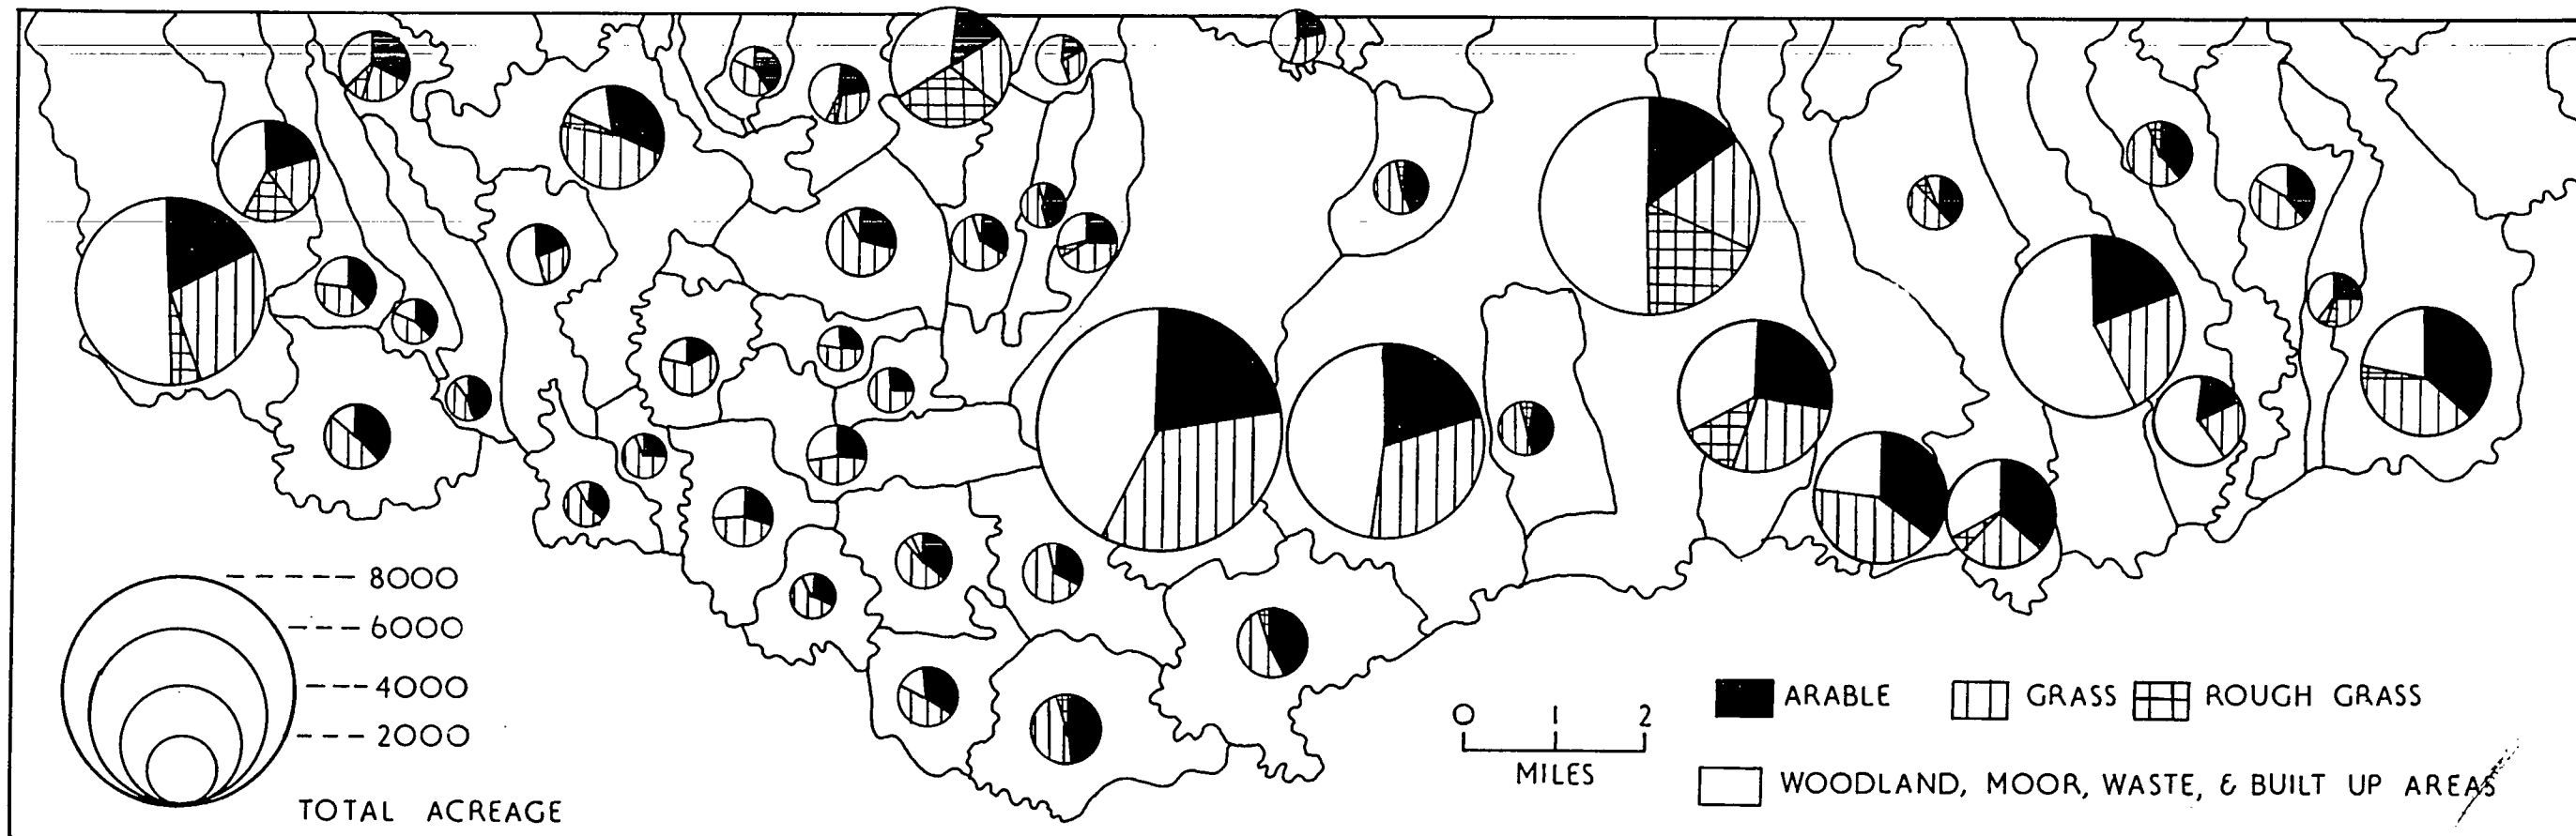 8000
6000
4000
2000
TOTAL ACREAGE
0 1 2
MILES
ARABLE GRASS ROUGH GRASS
WOODLAND, MOOR, WASTE, & BUILT UP AREAS